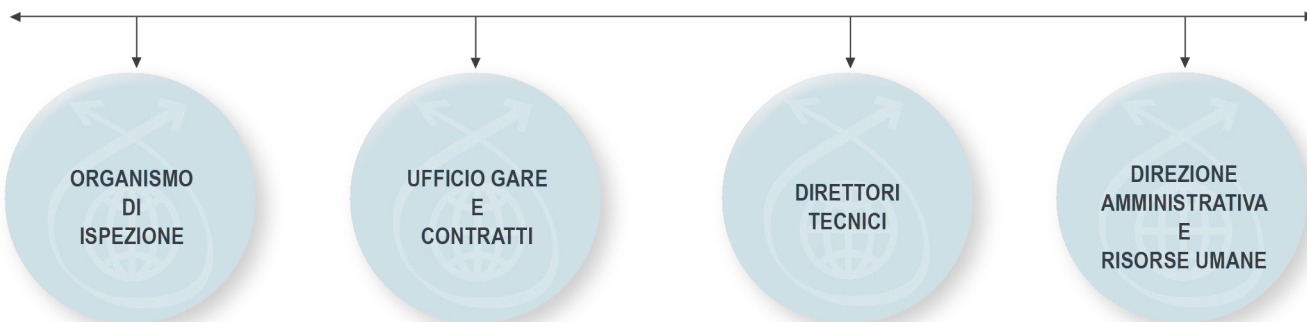 ORGANISMO
DI
ISPEZIONE
UFFICIO GARE
E
CONTRATTI
DIRETTORI
TECNICI
DIREZIONE
AMMINISTRATIVA
E
RISORSE UMANE